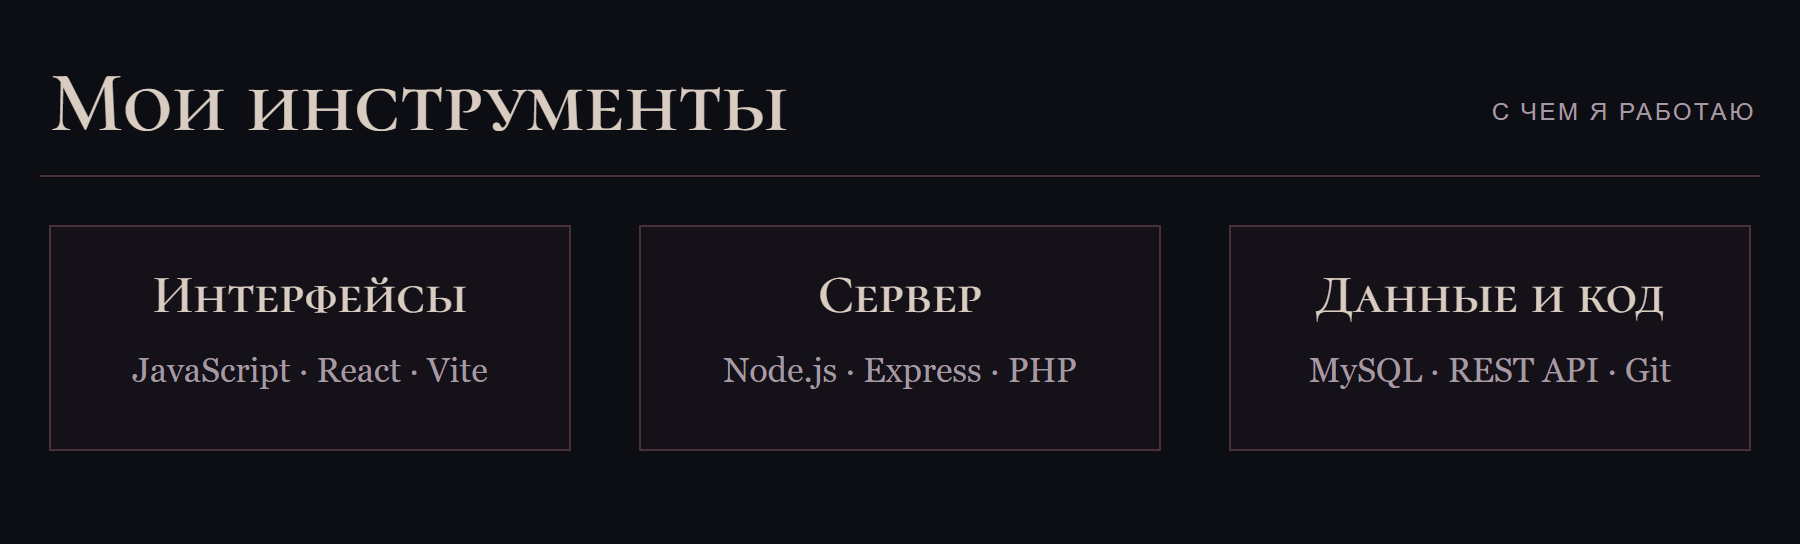 Мои инструменты
С ЧЕМ Я РАБОТАЮ
Интерфейсы
JavaScript · React · Vite
Сервер
Node.js · Express · PHP
Данные и код
MySQL · REST API · Git